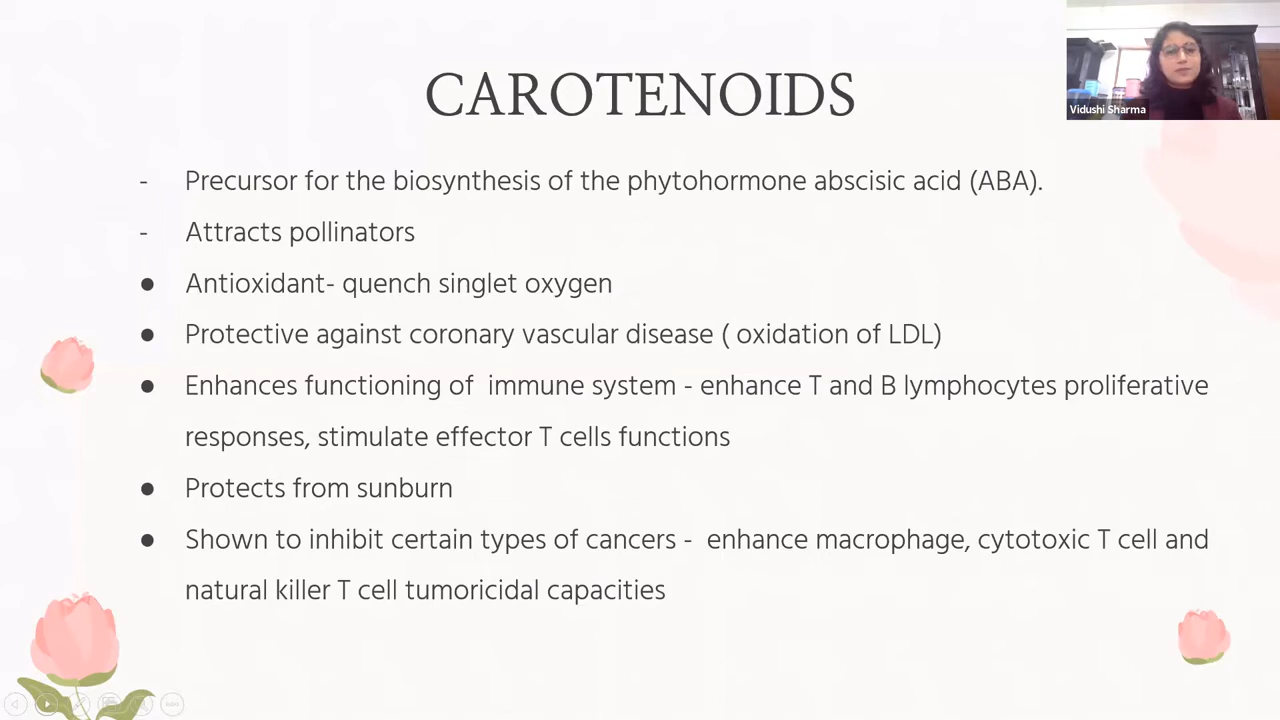 Vidushi Sharma
CAROTENOIDS
- Precursor for the biosynthesis of the phytohormone abscisic acid (ABA).
- Attracts pollinators
● Antioxidant- quench singlet oxygen
● Protective against coronary vascular disease ( oxidation of LDL)
● Enhances functioning of  immune system - enhance T and B lymphocytes proliferative
responses, stimulate effector T cells functions
● Protects from sunburn
● Shown to inhibit certain types of cancers -  enhance macrophage, cytotoxic T cell and
natural killer T cell tumoricidal capacities